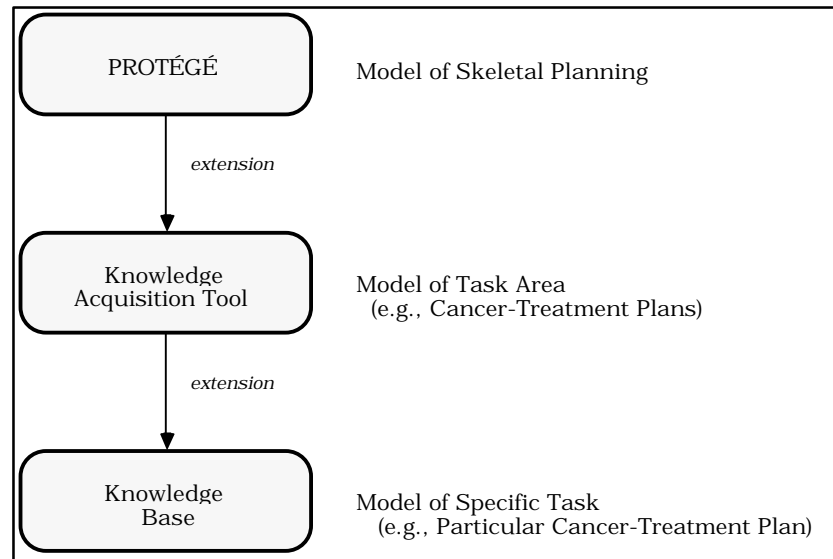 PROTÉGÉ
Model of Skeletal Planning
extension
Knowledge
Acquisition Tool
Model of Task Area
(e.g., Cancer-Treatment Plans)
extension
Knowledge
Base
Model of Specific Task
(e.g., Particular Cancer-Treatment Plan)